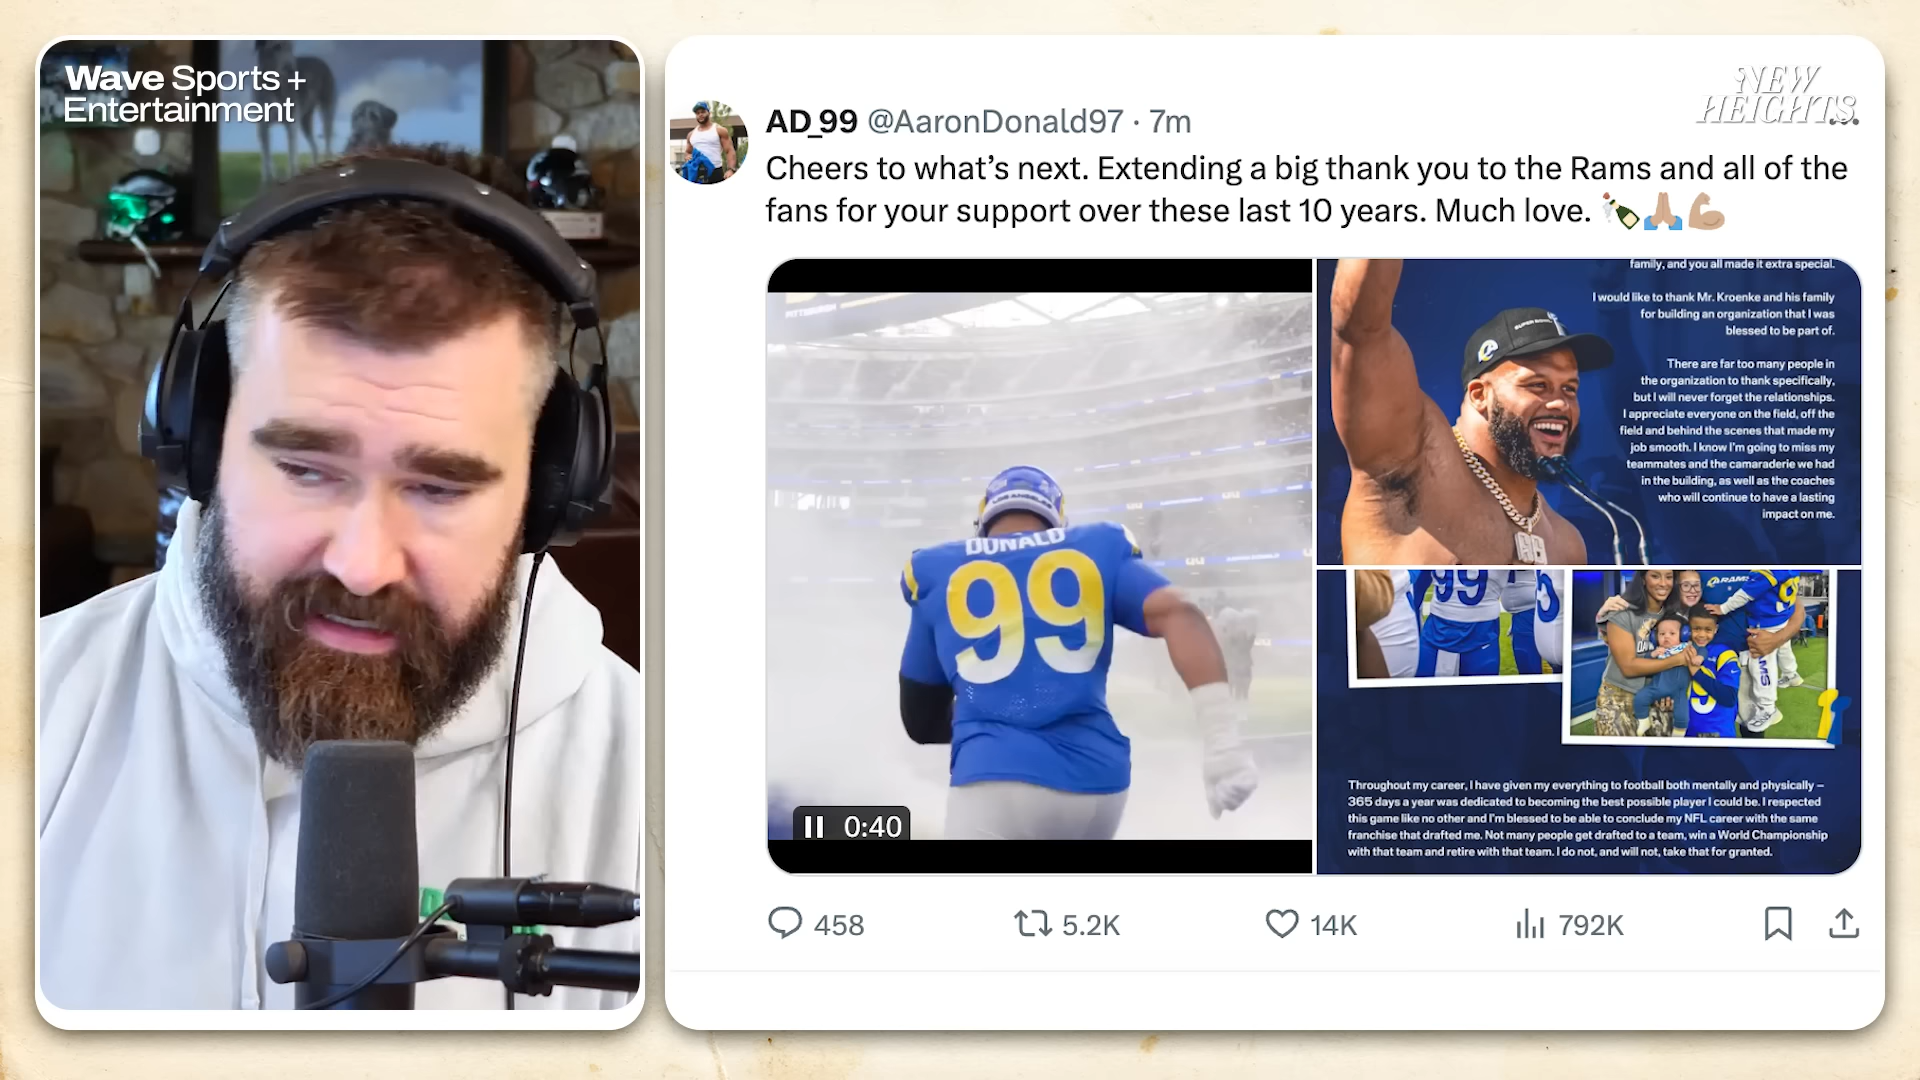 Wave Sports +
Entertainment
NEW
HEIGHTS
AD_99 @AaronDonald97 · 7m
Cheers to what’s next. Extending a big thank you to the Rams and all of the
fans for your support over these last 10 years. Much love. 🍾🙏🏽💪🏽
PITTSBURGH
LOS ANGELES
DONALD
99
0:40
family, and you all made it extra special.
I would like to thank Mr. Kroenke and his family
for building an organization that I was
blessed to be part of.
There are far too many people in
the organization to thank specifically,
but I will never forget the relationships.
I appreciate everyone on the field, off the
field and behind the scenes that made my
job smooth. I know I'm going to miss my
teammates and the camaraderie we had
in the building, as well as the coaches
who will continue to have a lasting
impact on me.
99
RAMS
9
Throughout my career, I have given my everything to football both mentally and physically –
365 days a year was dedicated to becoming the best possible player I could be. I respected
this game like no other and I'm blessed to be able to conclude my NFL career with the same
franchise that drafted me. Not many people get drafted to a team, win a World Championship
with that team and retire with that team. I do not, and will not, take that for granted.
458
5.2K
14K
792K